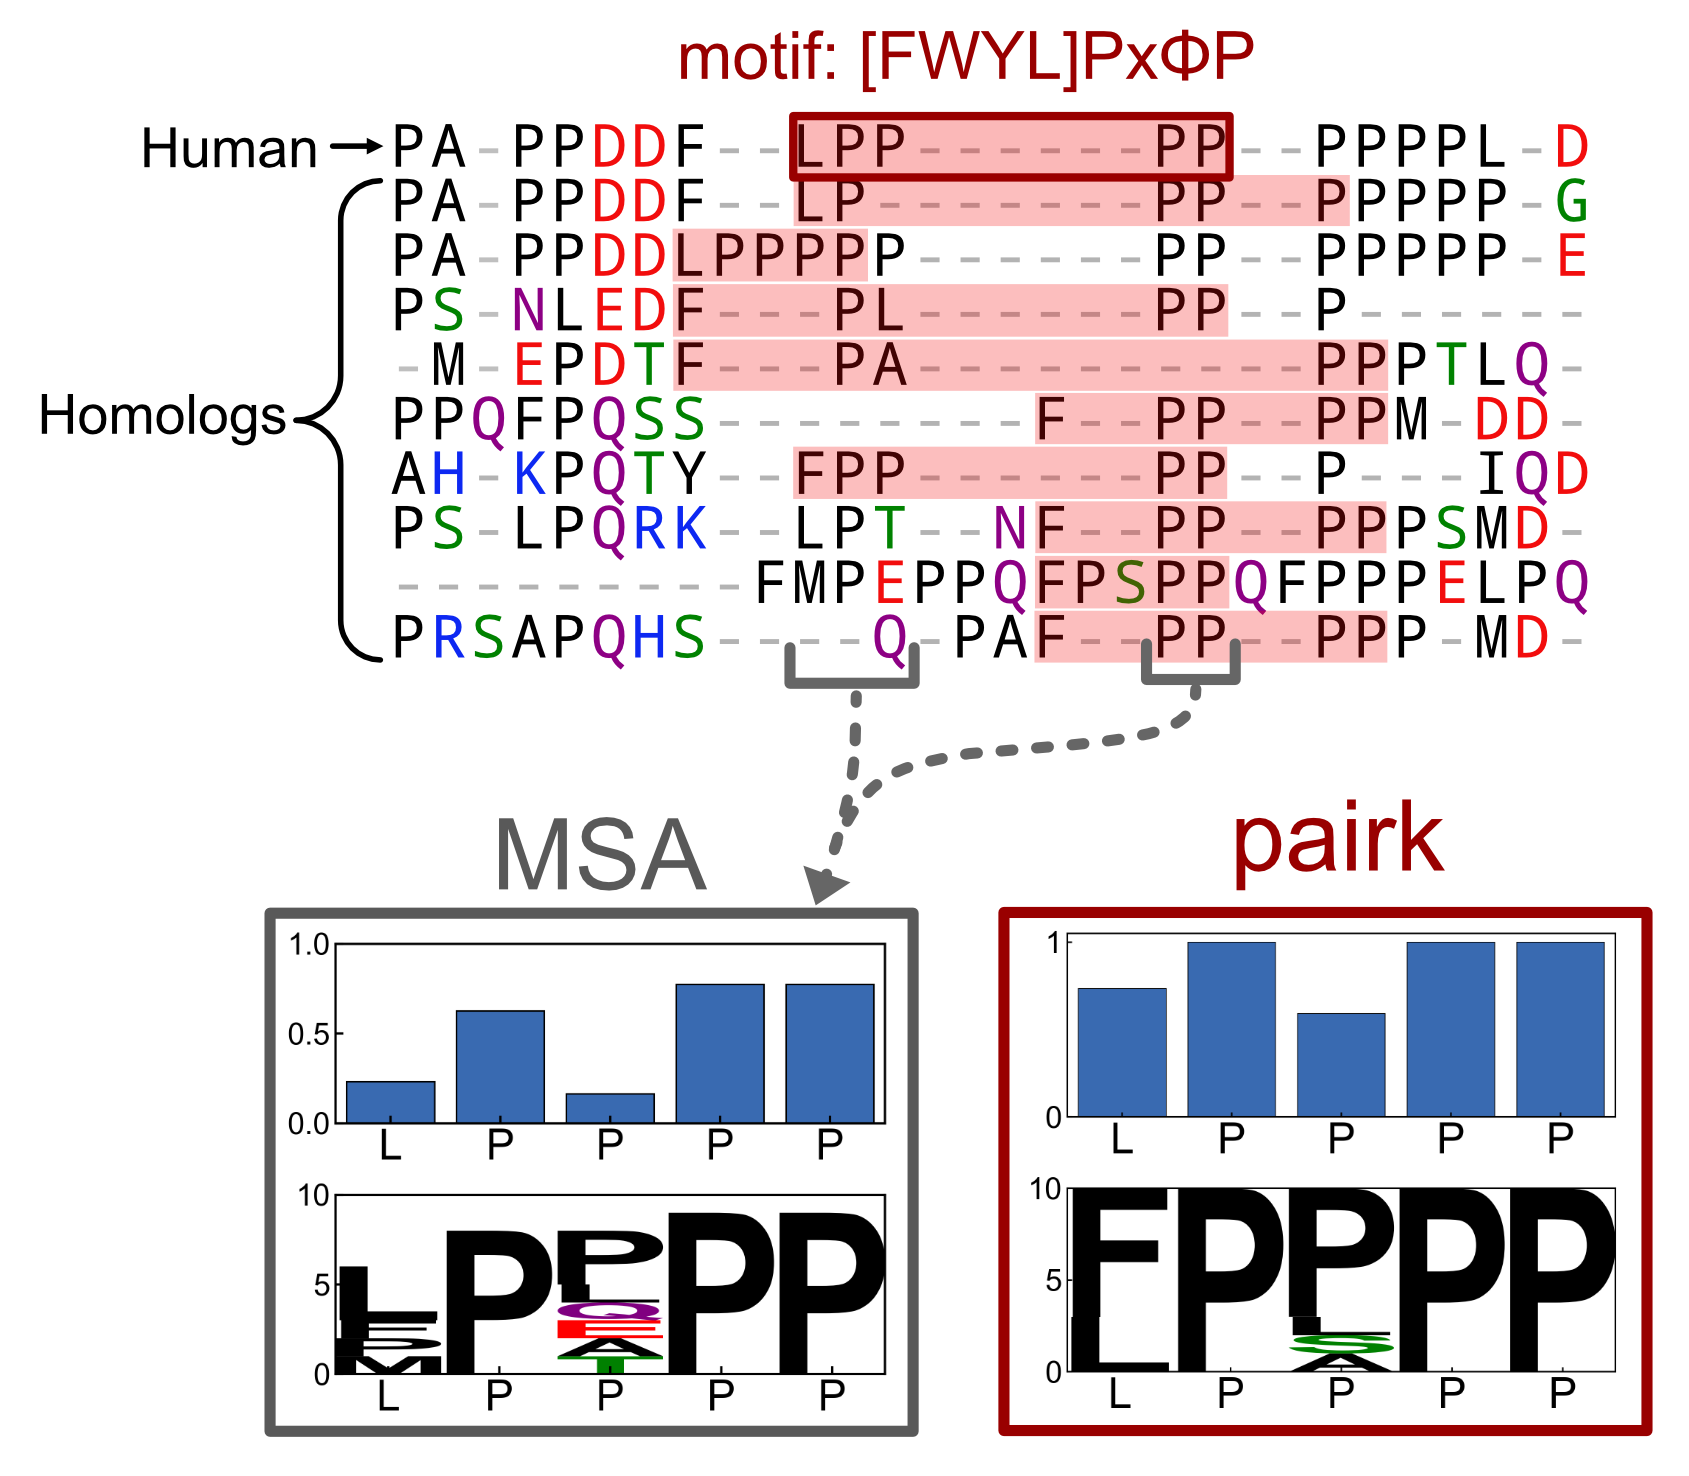 motif: [FWYL]PxΦP
Human
PA-PPDDF--LPP------PP--PPPPL-D
PA-PPDDF--LP-------PP--PPPPP-G
PA-PPDDLPPPPP------PP--PPPPP-E
PS-NLEDF---PL------PP--P------
-M-EPDTF---PA----------PPPTLQ-
Homologs
PPQFPQSS--------F--PP--PPM-DD-
AH-KPQTY--FPP------PP--P---IQD
PS-LPQRK--LPT--NF--PP--PPPSMD-
---------FMPEPPQFPSPPQFPPPELPQ
PRSAPQHS----Q-PAF--PP--PPP-MD-
MSA
1.0
0.5
0.0
L P P P P
10
5
0
L P P P P
pairk
1
0
L P P P P
10
5
0
L P P P P